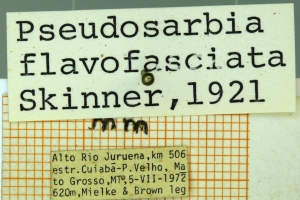 Pseudosarbia
flavofasciata
Skinner, 1921
mm
Alto Rio Juruena, km 506
estr. Cuiabá-P. Velho, Ma
to Grosso, MT, 5-VII-1972
620m, Mielke & Brown leg